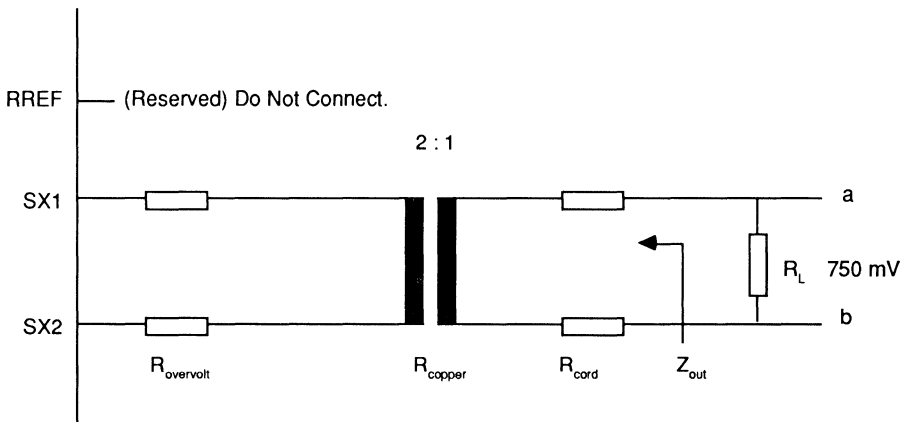 RREF (Reserved) Do Not Connect.
2 : 1
SX1 a
R_L 750 mV
SX2 b
R_overvolt R_copper R_cord Z_out